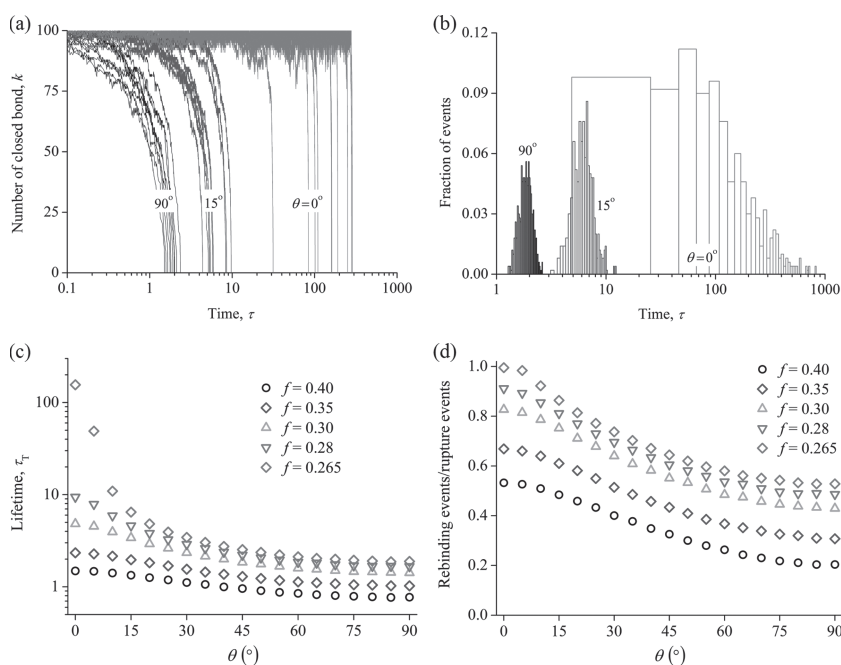 (a)
100
75
50
25
0
Number of closed bond, k
90°
15°
θ=0°
0.1
1
10
100
1000
Time, τ
(b)
0.12
0.09
0.06
0.03
0.00
Fraction of events
90°
15°
θ=0°
1
10
100
1000
Time, τ
(c)
100
10
1
Lifetime, τT
f = 0.40
f = 0.35
f = 0.30
f = 0.28
f = 0.265
0
15
30
45
60
75
90
θ (°)
(d)
1.0
0.8
0.6
0.4
0.2
0.0
Rebinding events/rupture events
f = 0.40
f = 0.35
f = 0.30
f = 0.28
f = 0.265
0
15
30
45
60
75
90
θ (°)